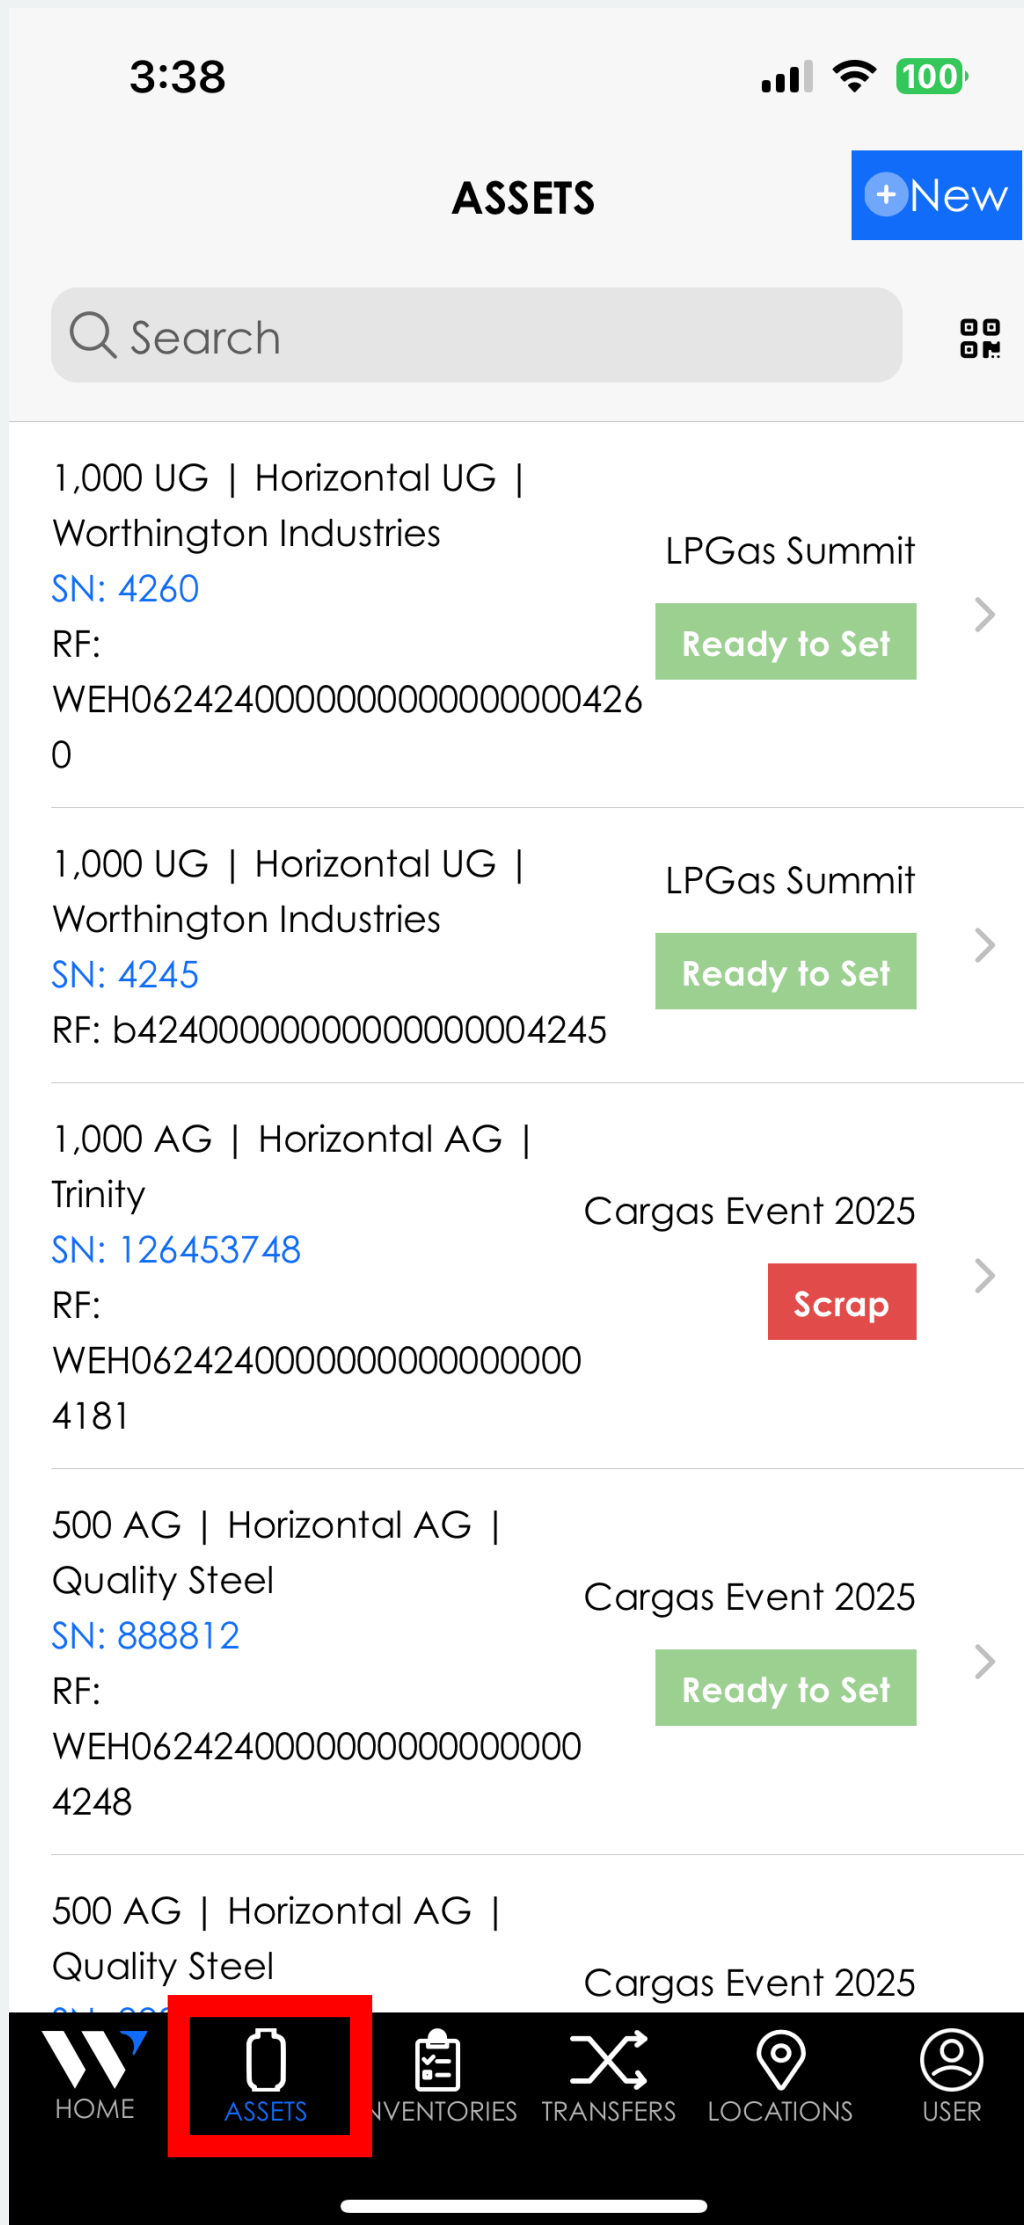 3:38
100
ASSETS
+New
Search
1,000 UG | Horizontal UG |
Worthington Industries
SN: 4260
RF:
WEH0624240000000000000000426
0
LPGas Summit
Ready to Set
1,000 UG | Horizontal UG |
Worthington Industries
SN: 4245
RF: b42400000000000000004245
LPGas Summit
Ready to Set
1,000 AG | Horizontal AG |
Trinity
SN: 126453748
RF:
WEH0624240000000000000000
4181
Cargas Event 2025
Scrap
500 AG | Horizontal AG |
Quality Steel
SN: 888812
RF:
WEH0624240000000000000000
4248
Cargas Event 2025
Ready to Set
500 AG | Horizontal AG |
Quality Steel
Cargas Event 2025
HOME
ASSETS
NVENTORIES
TRANSFERS
LOCATIONS
USER